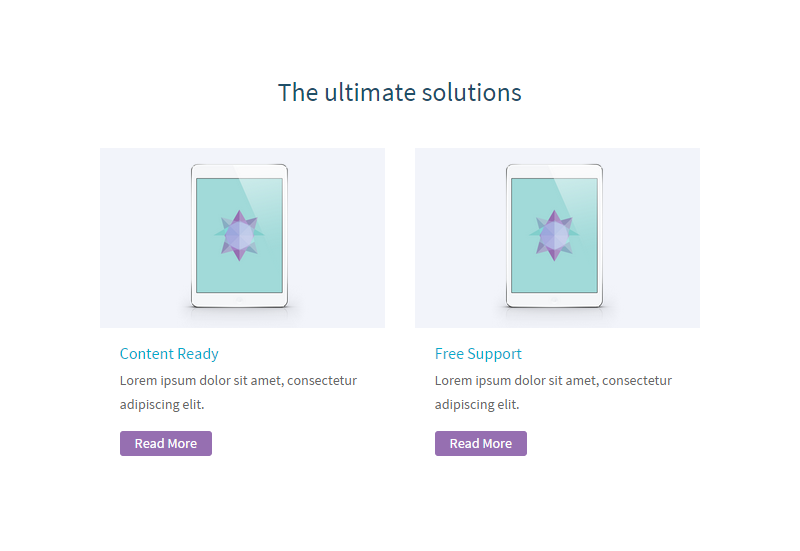 The ultimate solutions
Content Ready
Lorem ipsum dolor sit amet, consectetur
adipiscing elit.
Read More
Free Support
Lorem ipsum dolor sit amet, consectetur
adipiscing elit.
Read More